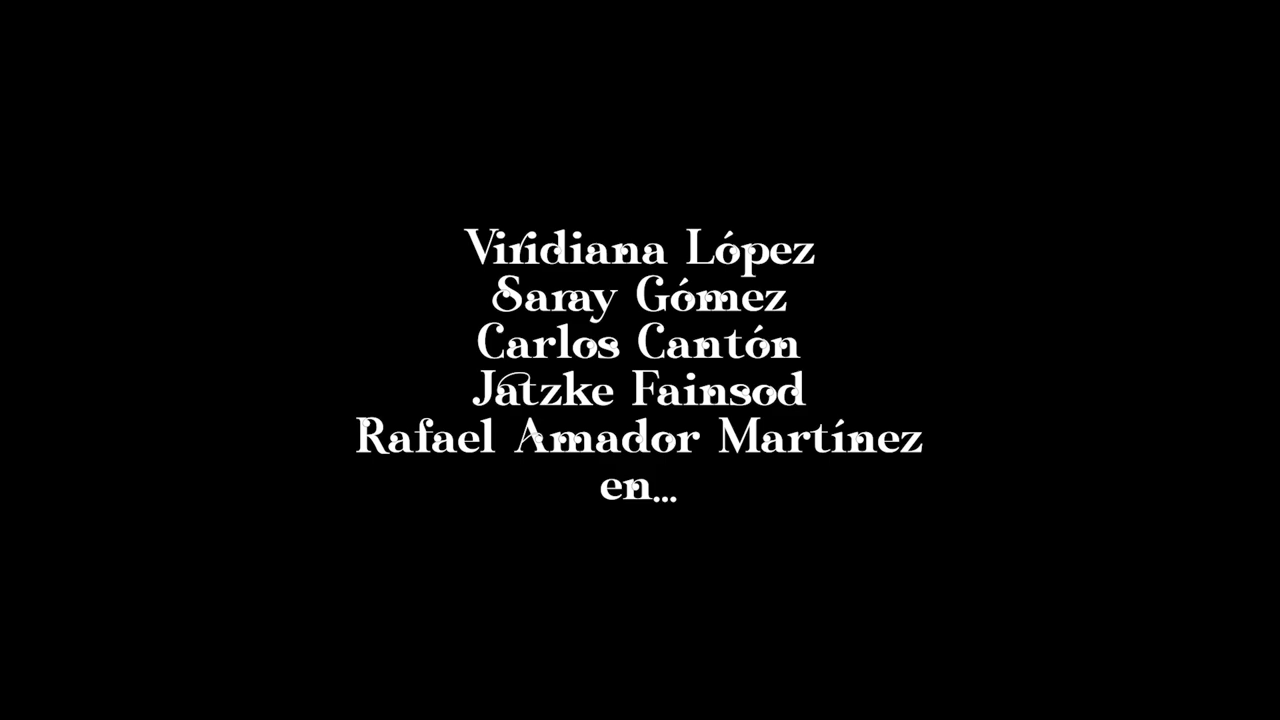 Viridiana López
Saray Gómez
Carlos Cantón
Jatzke Fainsod
Rafael Amador Martínez
en...